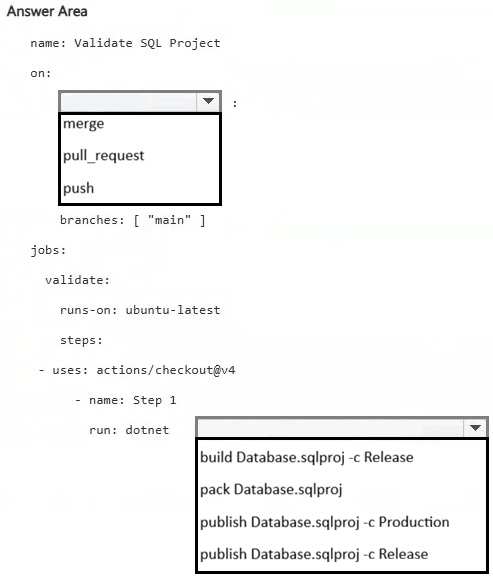 Answer Area
name: Validate SQL Project
on:
:
merge
pull_request
push
branches: [ "main" ]
jobs:
validate:
runs-on: ubuntu-latest
steps:
- uses: actions/checkout@v4
- name: Step 1
run: dotnet
build Database.sqlproj -c Release
pack Database.sqlproj
publish Database.sqlproj -c Production
publish Database.sqlproj -c Release